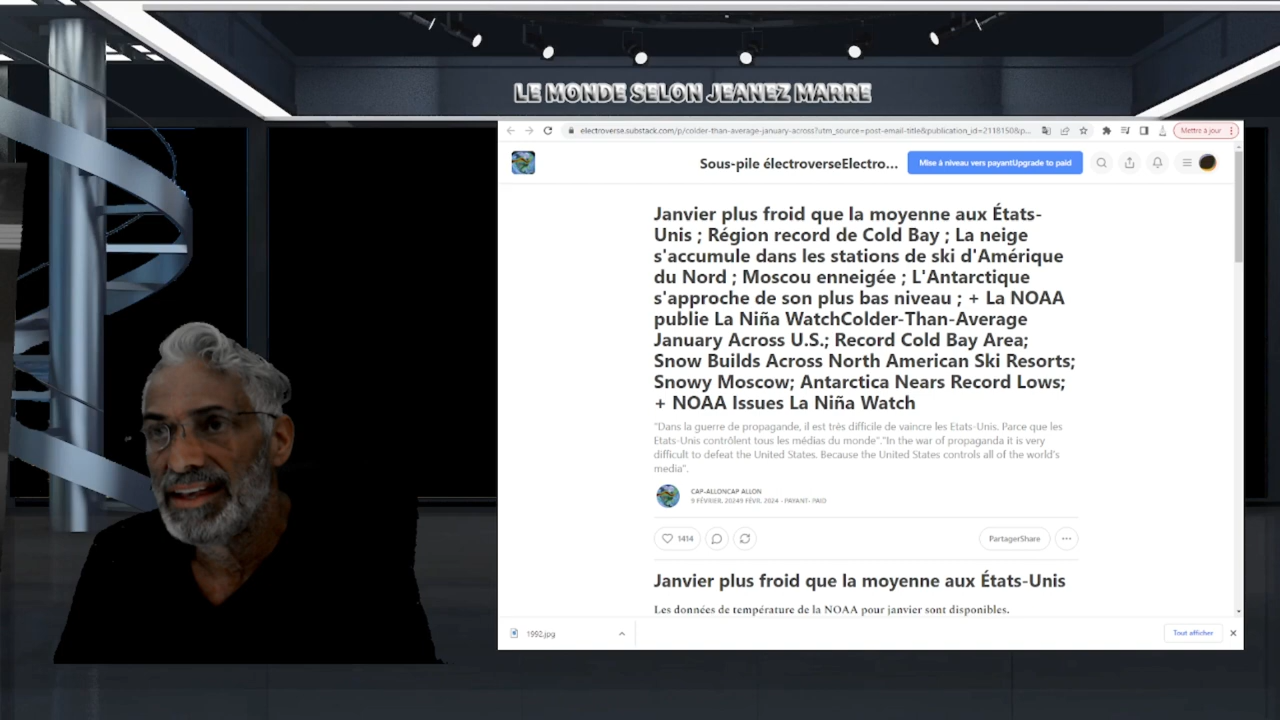 LE MONDE SELON JEANEZ MARRE
electroverse.substack.com/p/colder-than-average-january-across?utm_source=post-email-title&publication_id=2118150&p...
Mettre à jour
Sous-pile électroverseElectro...
Mise à niveau vers payantUpgrade to paid
Janvier plus froid que la moyenne aux États-
Unis ; Région record de Cold Bay ; La neige
s'accumule dans les stations de ski d'Amérique
du Nord ; Moscou enneigée ; L'Antarctique
s'approche de son plus bas niveau ; + La NOAA
publie La Niña WatchColder-Than-Average
January Across U.S.; Record Cold Bay Area;
Snow Builds Across North American Ski Resorts;
Snowy Moscow; Antarctica Nears Record Lows;
+ NOAA Issues La Niña Watch
"Dans la guerre de propagande, il est très difficile de vaincre les Etats-Unis. Parce que les
Etats-Unis contrôlent tous les médias du monde"."In the war of propaganda it is very
difficult to defeat the United States. Because the United States controls all of the world's
media".
CAP-ALLONCAP ALLON
9 FÉVRIER, 20249 FÉVR. 2024 - PAYANT- PAID
1414
PartagerShare
Janvier plus froid que la moyenne aux États-Unis
Les données de température de la NOAA pour janvier sont disponibles.
1992.jpg
Tout afficher